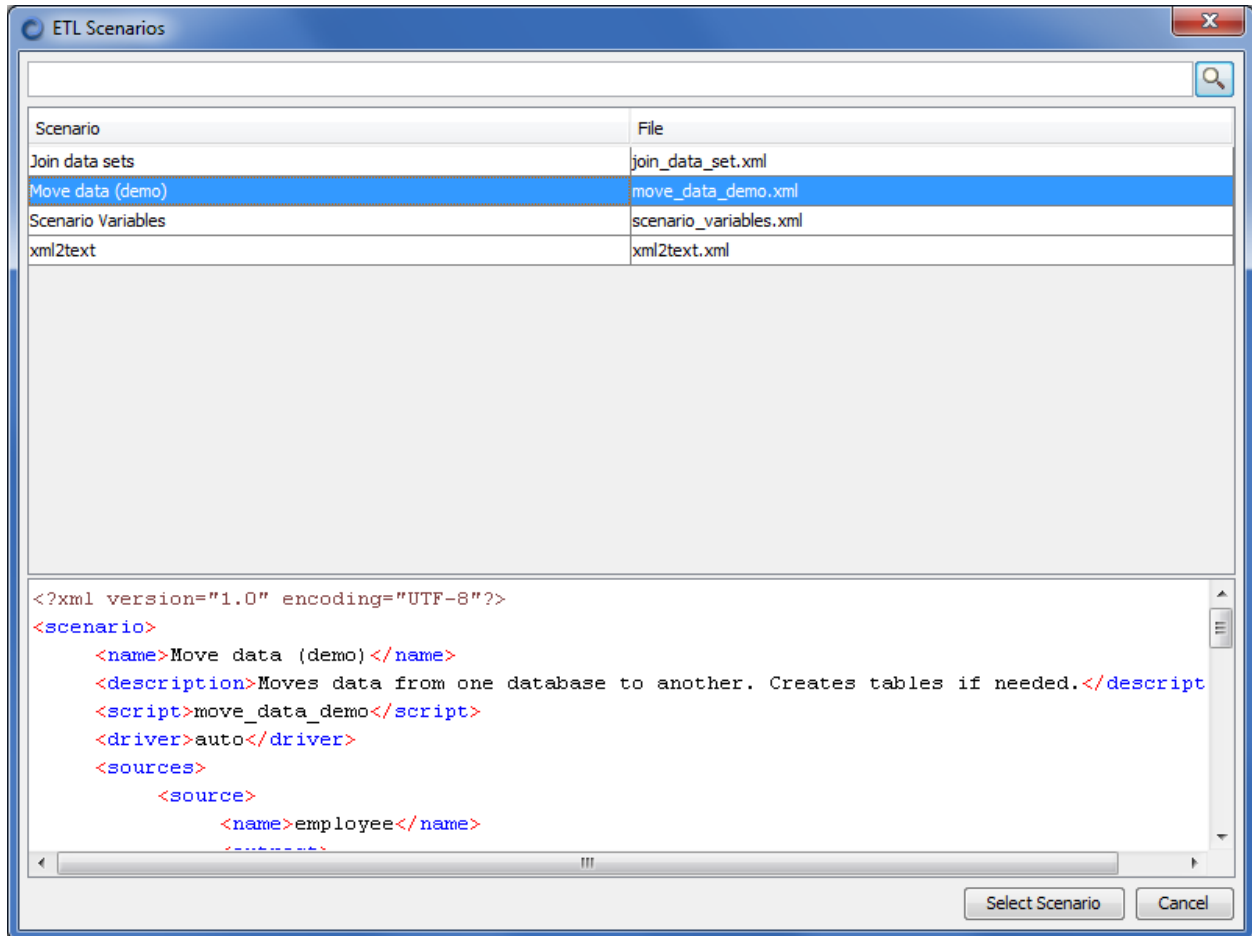 ETL Scenarios
Scenario File
Join data sets join_data_set.xml
Move data (demo) move_data_demo.xml
Scenario Variables scenario_variables.xml
xml2text xml2text.xml
<?xml version="1.0" encoding="UTF-8"?>
<scenario>
<name>Move data (demo)</name>
<description>Moves data from one database to another. Creates tables if needed.</descript
<script>move_data_demo</script>
<driver>auto</driver>
<sources>
<source>
<name>employee</name>
Select Scenario Cancel